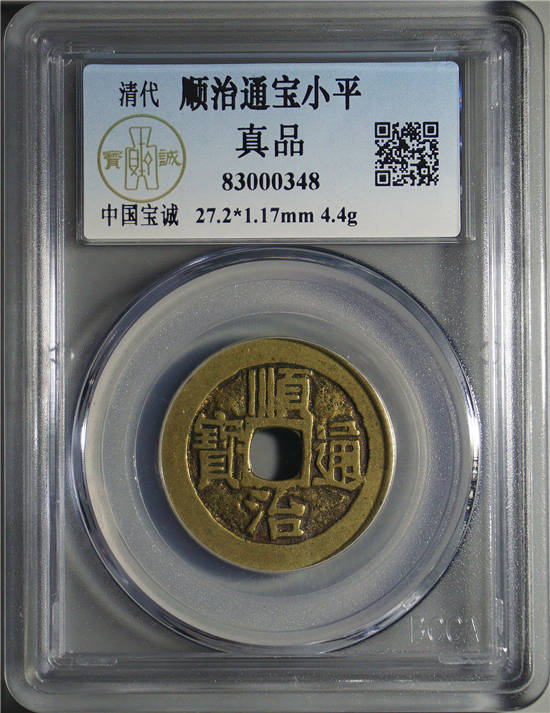 清代 顺治通宝小平
真品
83000348
寳 誠
中国宝诚 27.2*1.17mm 4.4g
順
寳 通
治